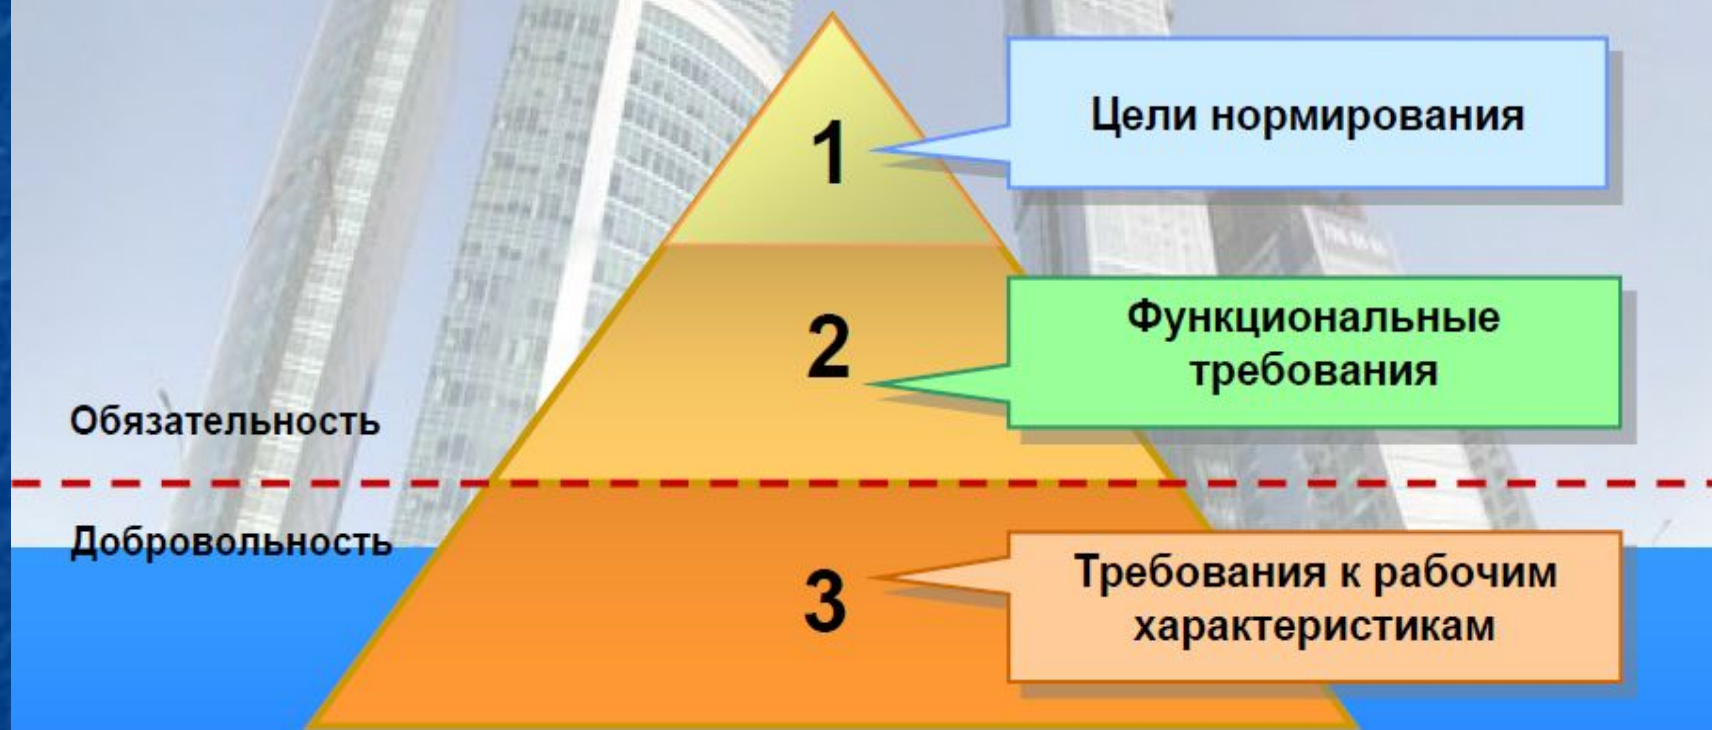 1
Цели нормирования
2
Функциональные
требования
Обязательность
Добровольность
3
Требования к рабочим
характеристикам